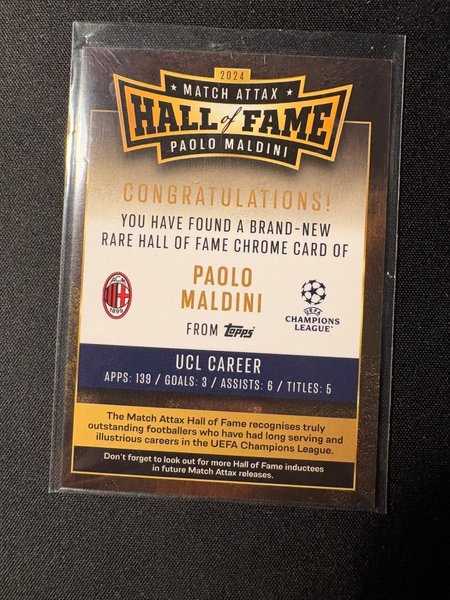 2024
★ MATCH ATTAX ★
HALL of FAME
PAOLO MALDINI
CONGRATULATIONS!
YOU HAVE FOUND A BRAND-NEW
RARE HALL OF FAME CHROME CARD OF
PAOLO
MALDINI
FROM Topps
ACM
1899
UEFA
CHAMPIONS
LEAGUE
UCL CAREER
APPS: 139 / GOALS: 3 / ASSISTS: 6 / TITLES: 5
The Match Attax Hall of Fame recognises truly
outstanding footballers who have had long serving and
illustrious careers in the UEFA Champions League.
Don't forget to look out for more Hall of Fame inductees
in future Match Attax releases.